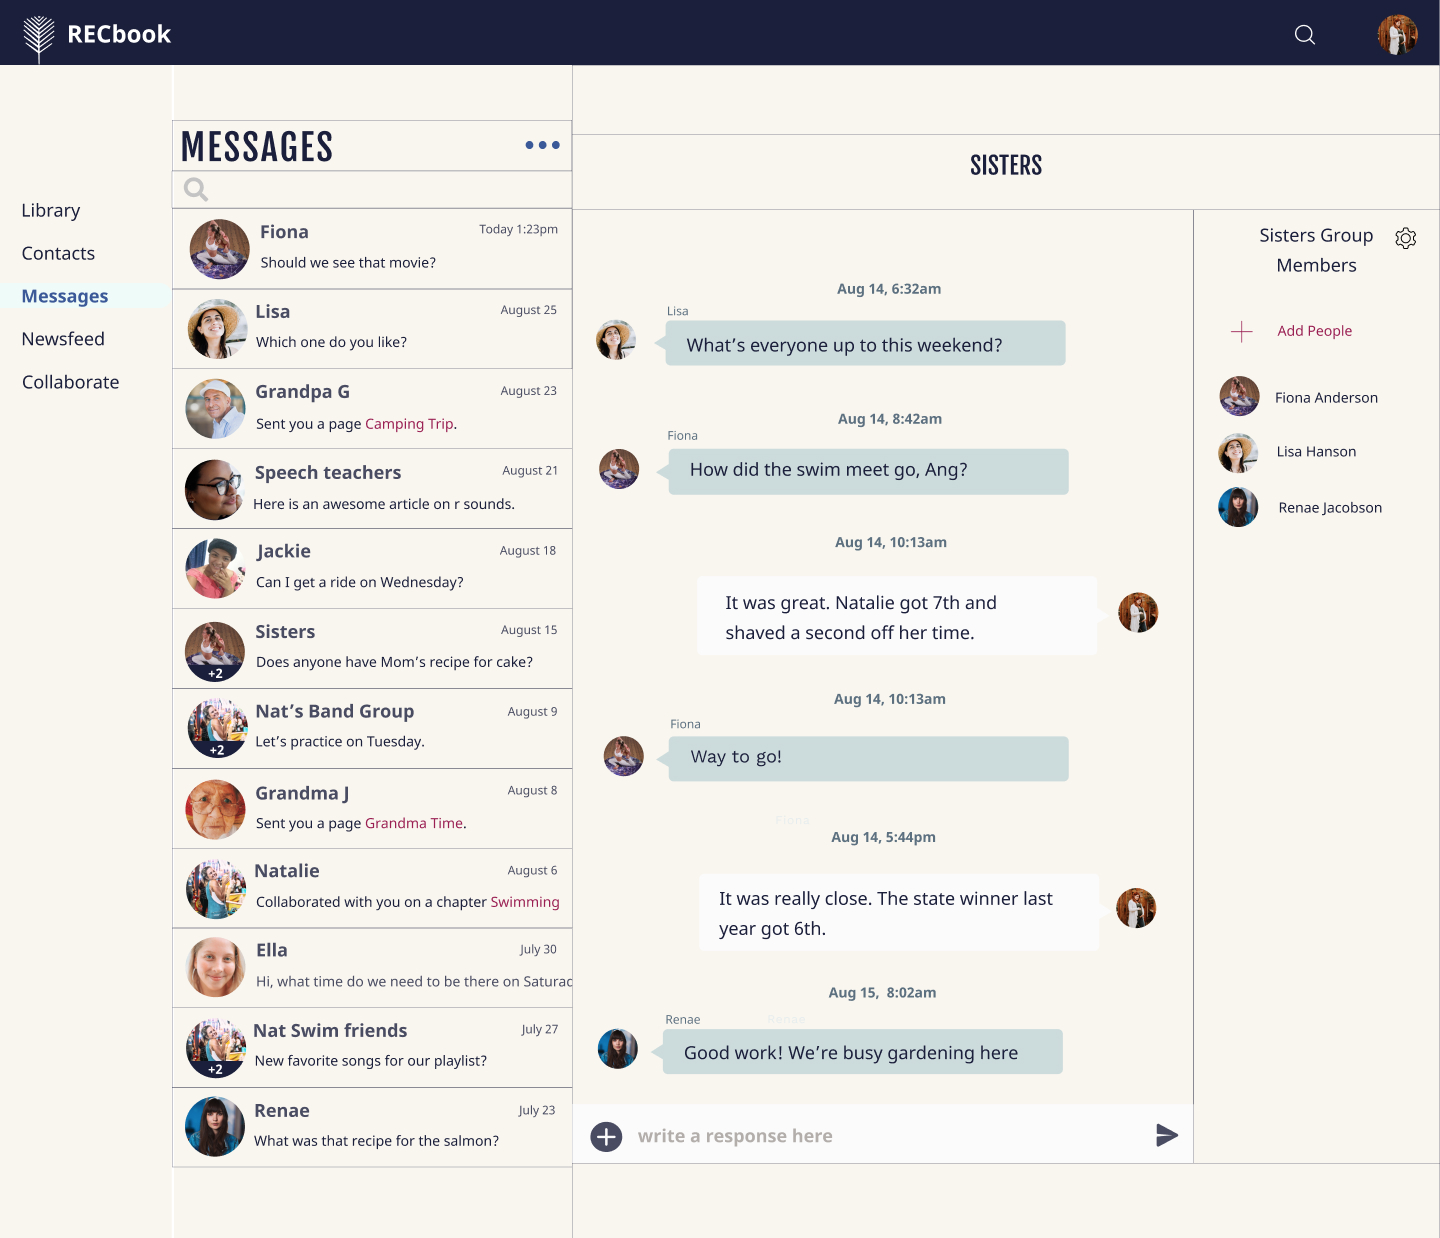 RECbook
Library
Contacts
Messages
Newsfeed
Collaborate
MESSAGES
Fiona
Today 1:23pm
Should we see that movie?
Lisa
August 25
Which one do you like?
Grandpa G
August 23
Sent you a page Camping Trip.
Speech teachers
August 21
Here is an awesome article on r sounds.
Jackie
August 18
Can I get a ride on Wednesday?
Sisters
August 15
Does anyone have Mom’s recipe for cake?
+2
Nat’s Band Group
August 9
Let’s practice on Tuesday.
+2
Grandma J
August 8
Sent you a page Grandma Time.
Natalie
August 6
Collaborated with you on a chapter Swimming
Ella
July 30
Hi, what time do we need to be there on Saturd
Nat Swim friends
July 27
New favorite songs for our playlist?
+2
Renae
July 23
What was that recipe for the salmon?
SISTERS
Aug 14, 6:32am
Lisa
What’s everyone up to this weekend?
Aug 14, 8:42am
Fiona
How did the swim meet go, Ang?
Aug 14, 10:13am
It was great. Natalie got 7th and
shaved a second off her time.
Aug 14, 10:13am
Fiona
Way to go!
Fiona
Aug 14, 5:44pm
It was really close. The state winner last
year got 6th.
Aug 15, 8:02am
Renae
Renae
Good work! We’re busy gardening here
write a response here
Sisters Group
Members
Add People
Fiona Anderson
Lisa Hanson
Renae Jacobson